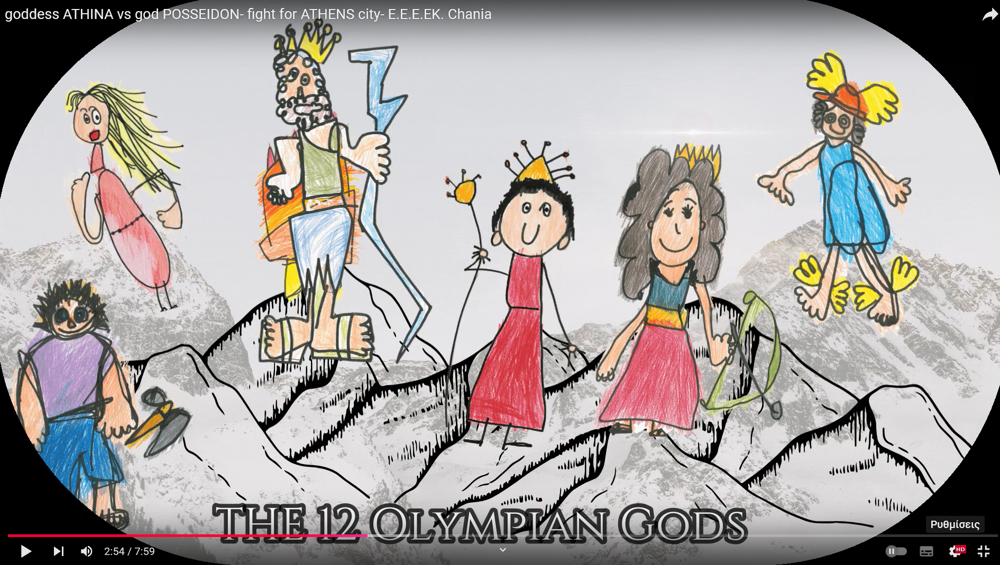 goddess ATHINA vs god POSSEIDON- fight for ATHENS city- E.E.E.EK. Chania
THE 12 OLYMPIAN GODS
Ρυθμίσεις
2:54 / 7:59
HD